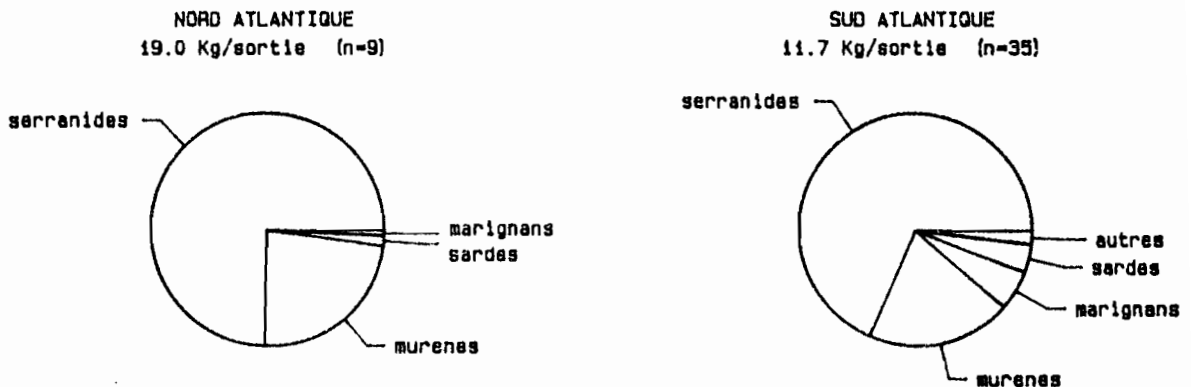 NORD ATLANTIQUE
19.0 Kg/sortie (n=9)
serranides
marignans
sardes
murenes
SUD ATLANTIQUE
11.7 Kg/sortie (n=35)
serranides
autres
sardes
marignans
murenes